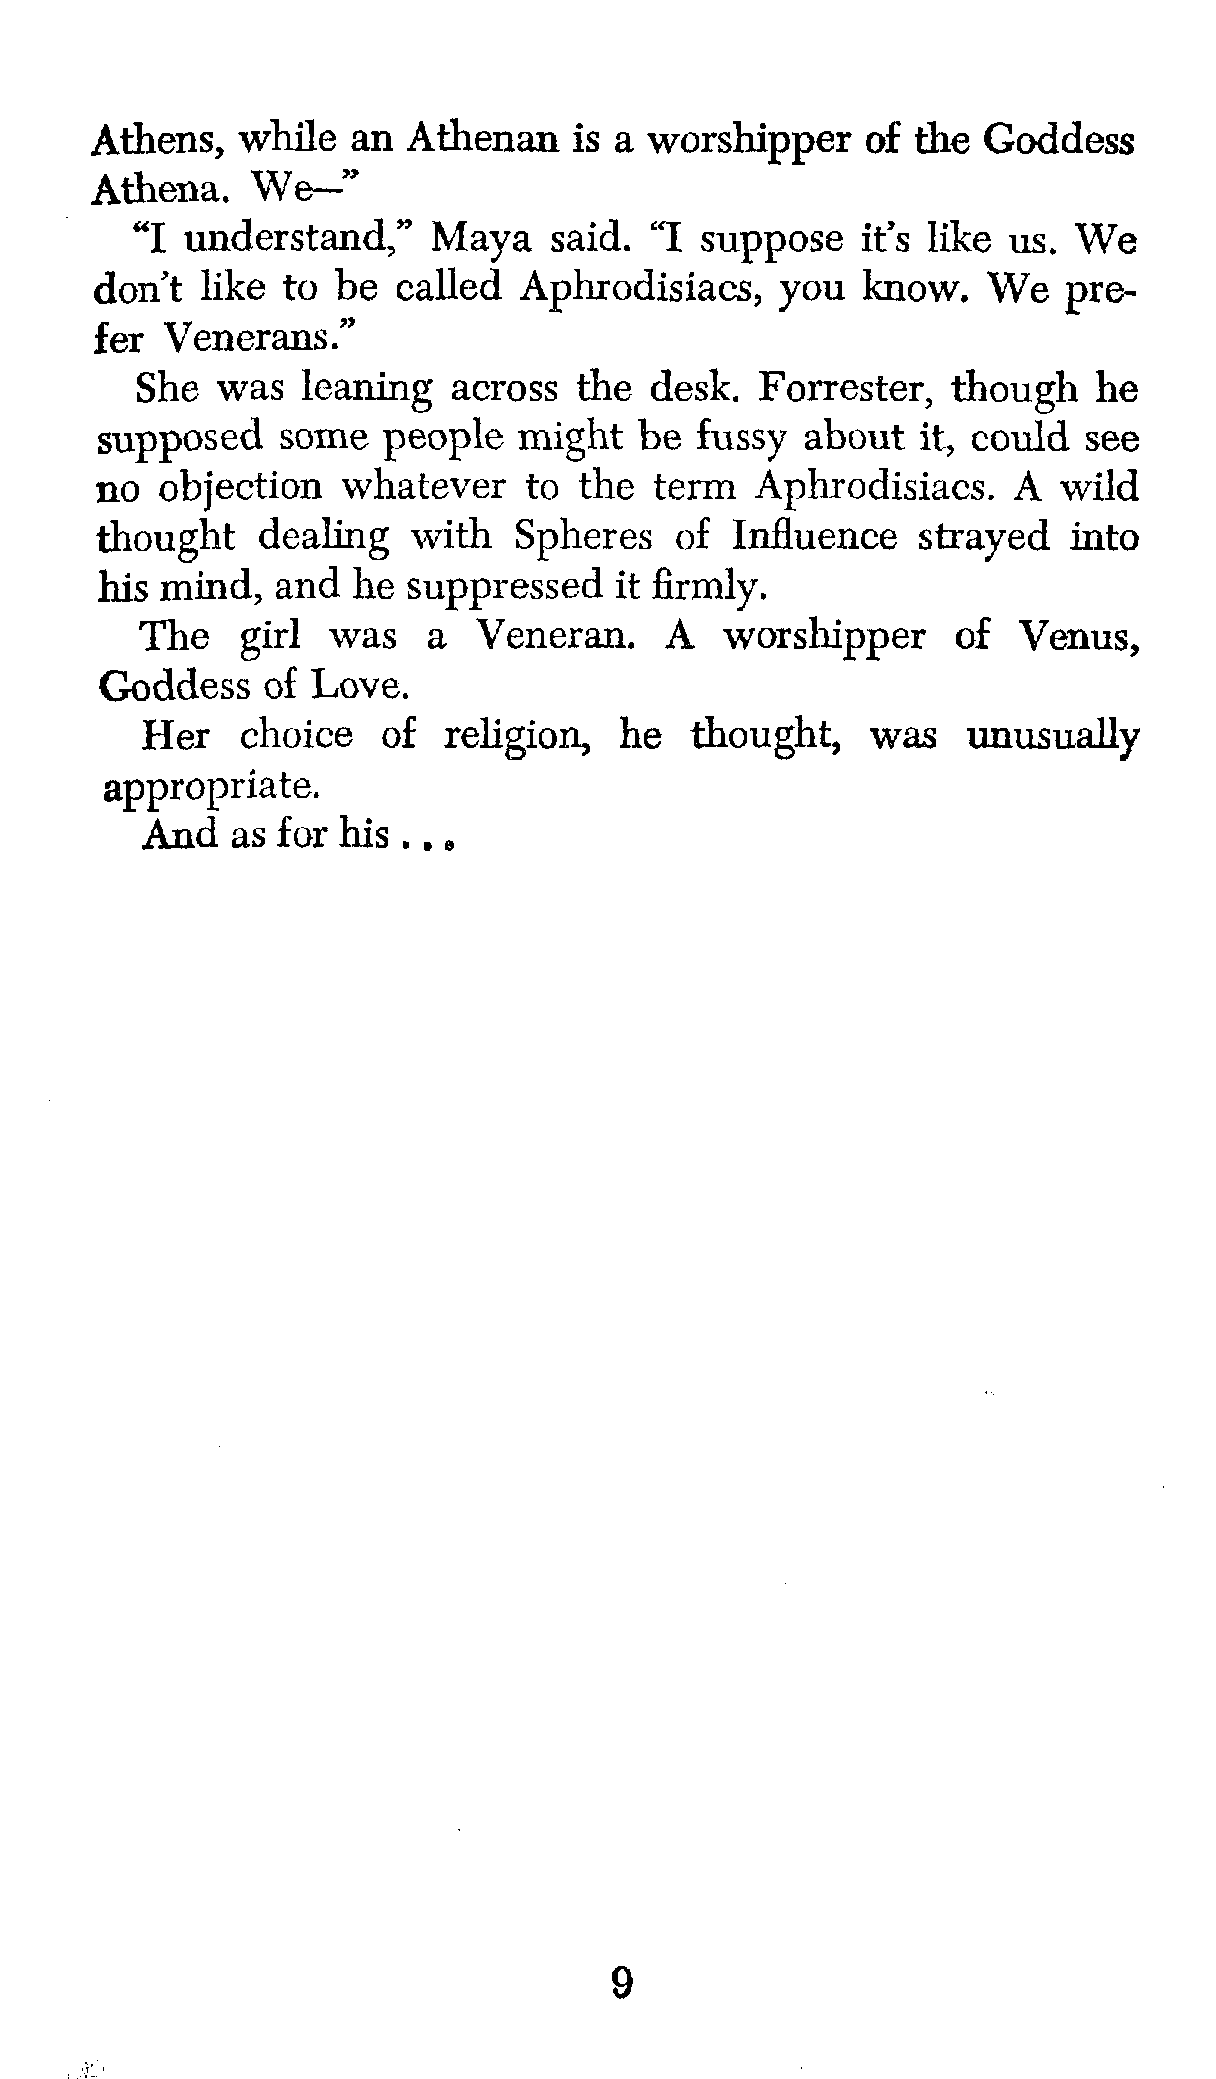 Athens, while an Athenan is a worshipper of the Goddess
Athena. We—”
“I understand,” Maya said. “I suppose it’s like us. We
don’t like to be called Aphrodisiacs, you know. We pre-
fer Venerans.”
She was leaning across the desk. Forrester, though he
supposed some people might be fussy about it, could see
no objection whatever to the term Aphrodisiacs. A wild
thought dealing with Spheres of Influence strayed into
his mind, and he suppressed it firmly.
The girl was a Veneran. A worshipper of Venus,
Goddess of Love.
Her choice of religion, he thought, was unusually
appropriate.
And as for his . . .
9